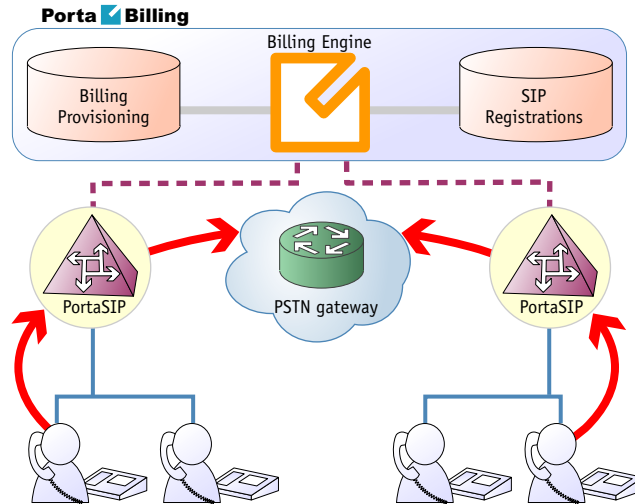 Porta Billing
Billing Engine
Billing
Provisioning
SIP
Registrations
PortaSIP
PSTN gateway
PortaSIP